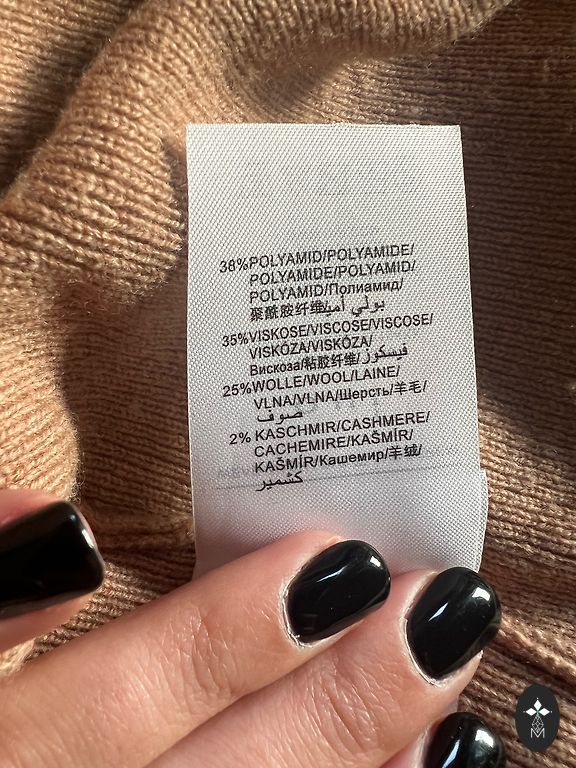 38%POLYAMID/POLYAMIDE/
POLYAMIDE/POLYAMID/
POLYAMID/Полиамид/
聚酰胺纤维/بولي أميد
35%VISKOSE/VISCOSE/VISCOSE/
VISKÓZA/VISKÓZA/
Вискоза/粘胶纤维/فيسكوز
25%WOLLE/WOOL/LAINE/
VLNA/VLNA/Шерсть/羊毛/
صوف
2% KASCHMIR/CASHMERE/
CACHEMIRE/KAŠMÍR/
KAŠMÍR/Кашемир/羊绒/
كشمير